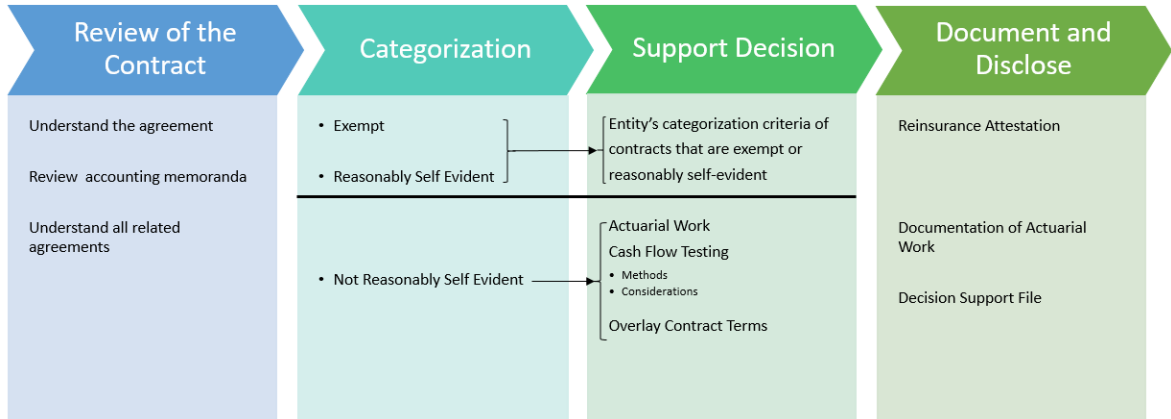 Review of the
Contract
Categorization
Support Decision
Document and
Disclose
Understand the agreement
Review accounting memoranda
Understand all related
agreements
• Exempt
• Reasonably Self Evident
• Not Reasonably Self Evident
Entity's categorization criteria of
contracts that are exempt or
reasonably self-evident
Actuarial Work
Cash Flow Testing
• Methods
• Considerations
Overlay Contract Terms
Reinsurance Attestation
Documentation of Actuarial
Work
Decision Support File